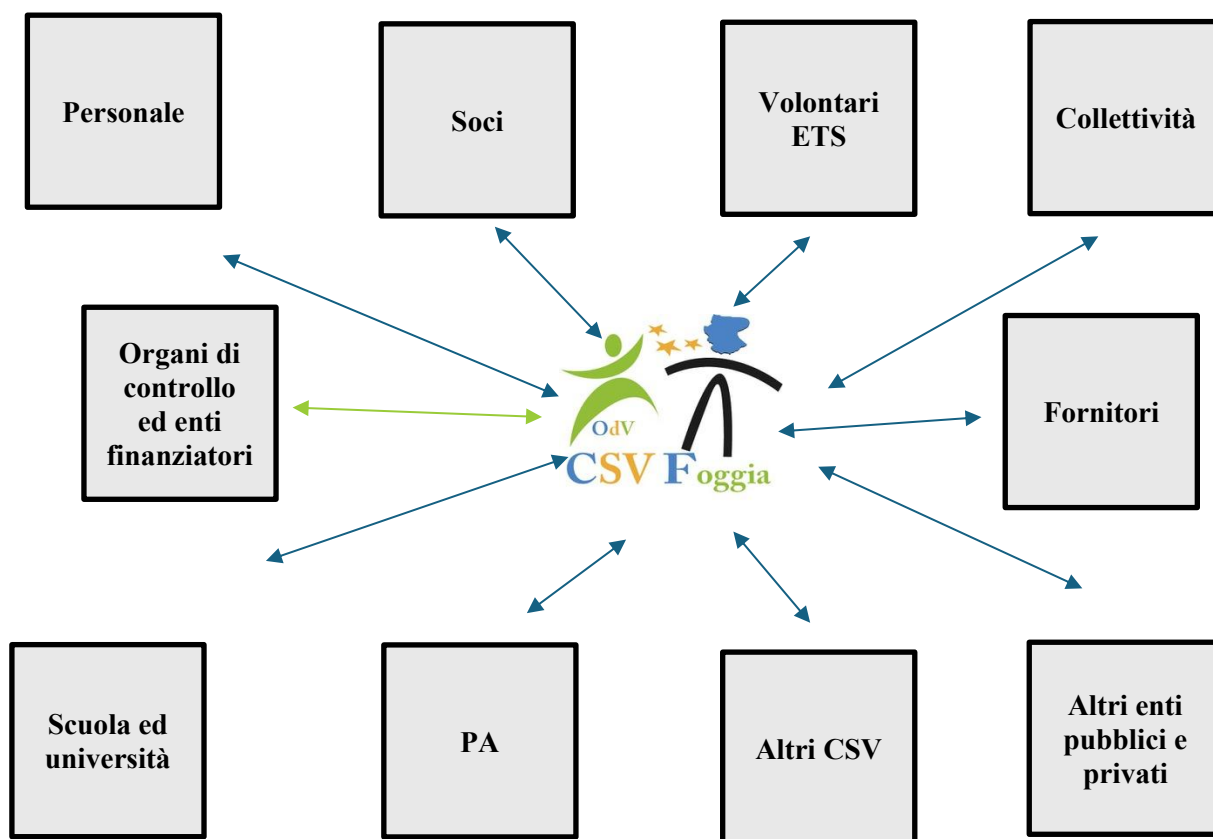 Personale
Soci
Volontari
ETS
Collettività
Organi di
controllo
ed enti
finanziatori
OdV
CSV Foggia
Fornitori
Scuola ed
università
PA
Altri CSV
Altri enti
pubblici e
privati